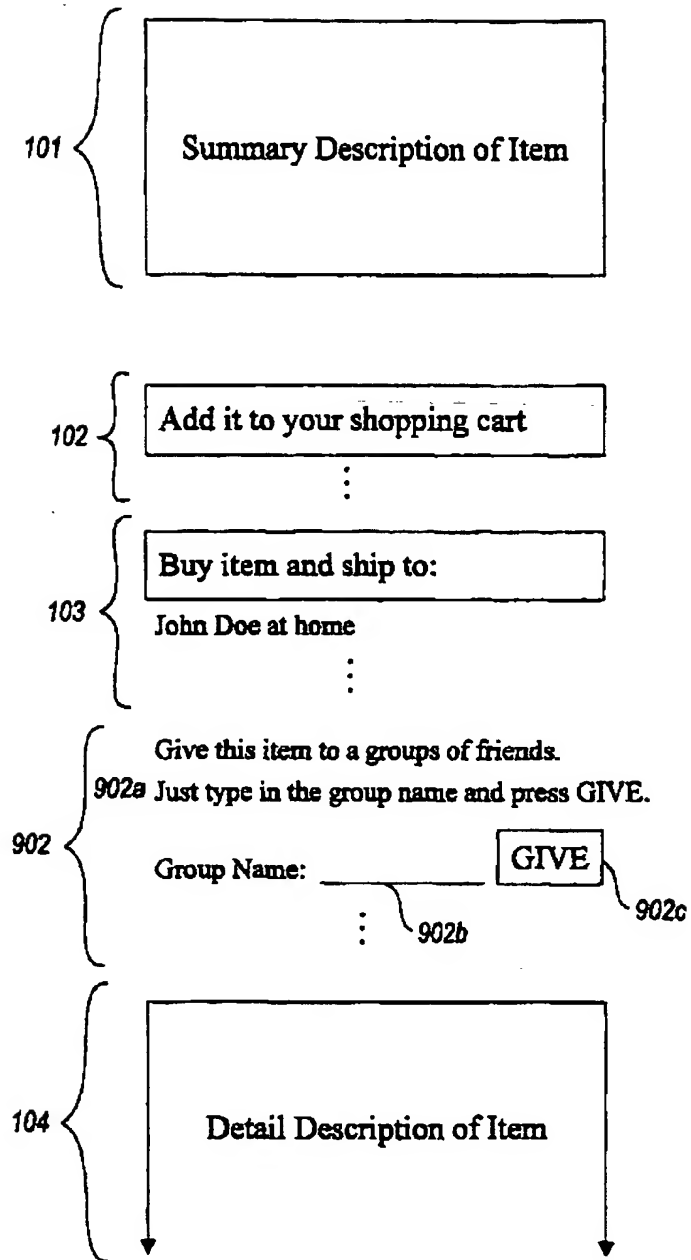 101
Summary Description of Item
102
Add it to your shopping cart
103
Buy item and ship to:
John Doe at home
902
Give this item to a groups of friends.
902a Just type in the group name and press GIVE.
Group Name:
GIVE
902b
902c
104
Detail Description of Item